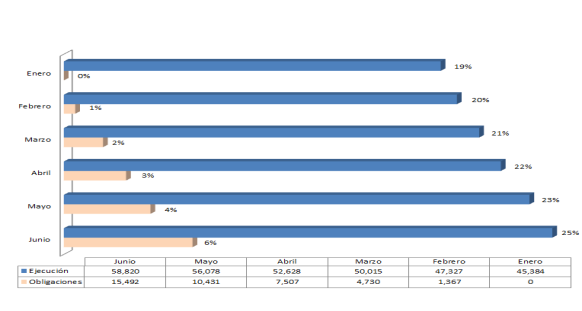 Enero 19%
0%
Febrero 20%
1%
Marzo 21%
2%
Abril 22%
3%
Mayo 23%
4%
Junio 25%
6%
Junio Mayo Abril Marzo Febrero Enero
Ejecución 58,820 56,078 52,628 50,015 47,327 45,384
Obligaciones 15,492 10,431 7,507 4,730 1,367 0